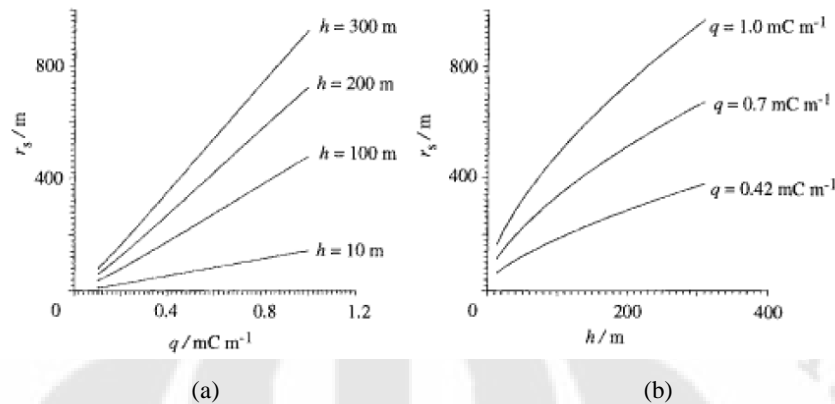 800
400
0
0.4
0.8
1.2
r_s / m
q / mC m⁻¹
h = 300 m
h = 200 m
h = 100 m
h = 10 m
(a)
800
400
0
200
400
r_s / m
h / m
q = 1.0 mC m⁻¹
q = 0.7 mC m⁻¹
q = 0.42 mC m⁻¹
(b)